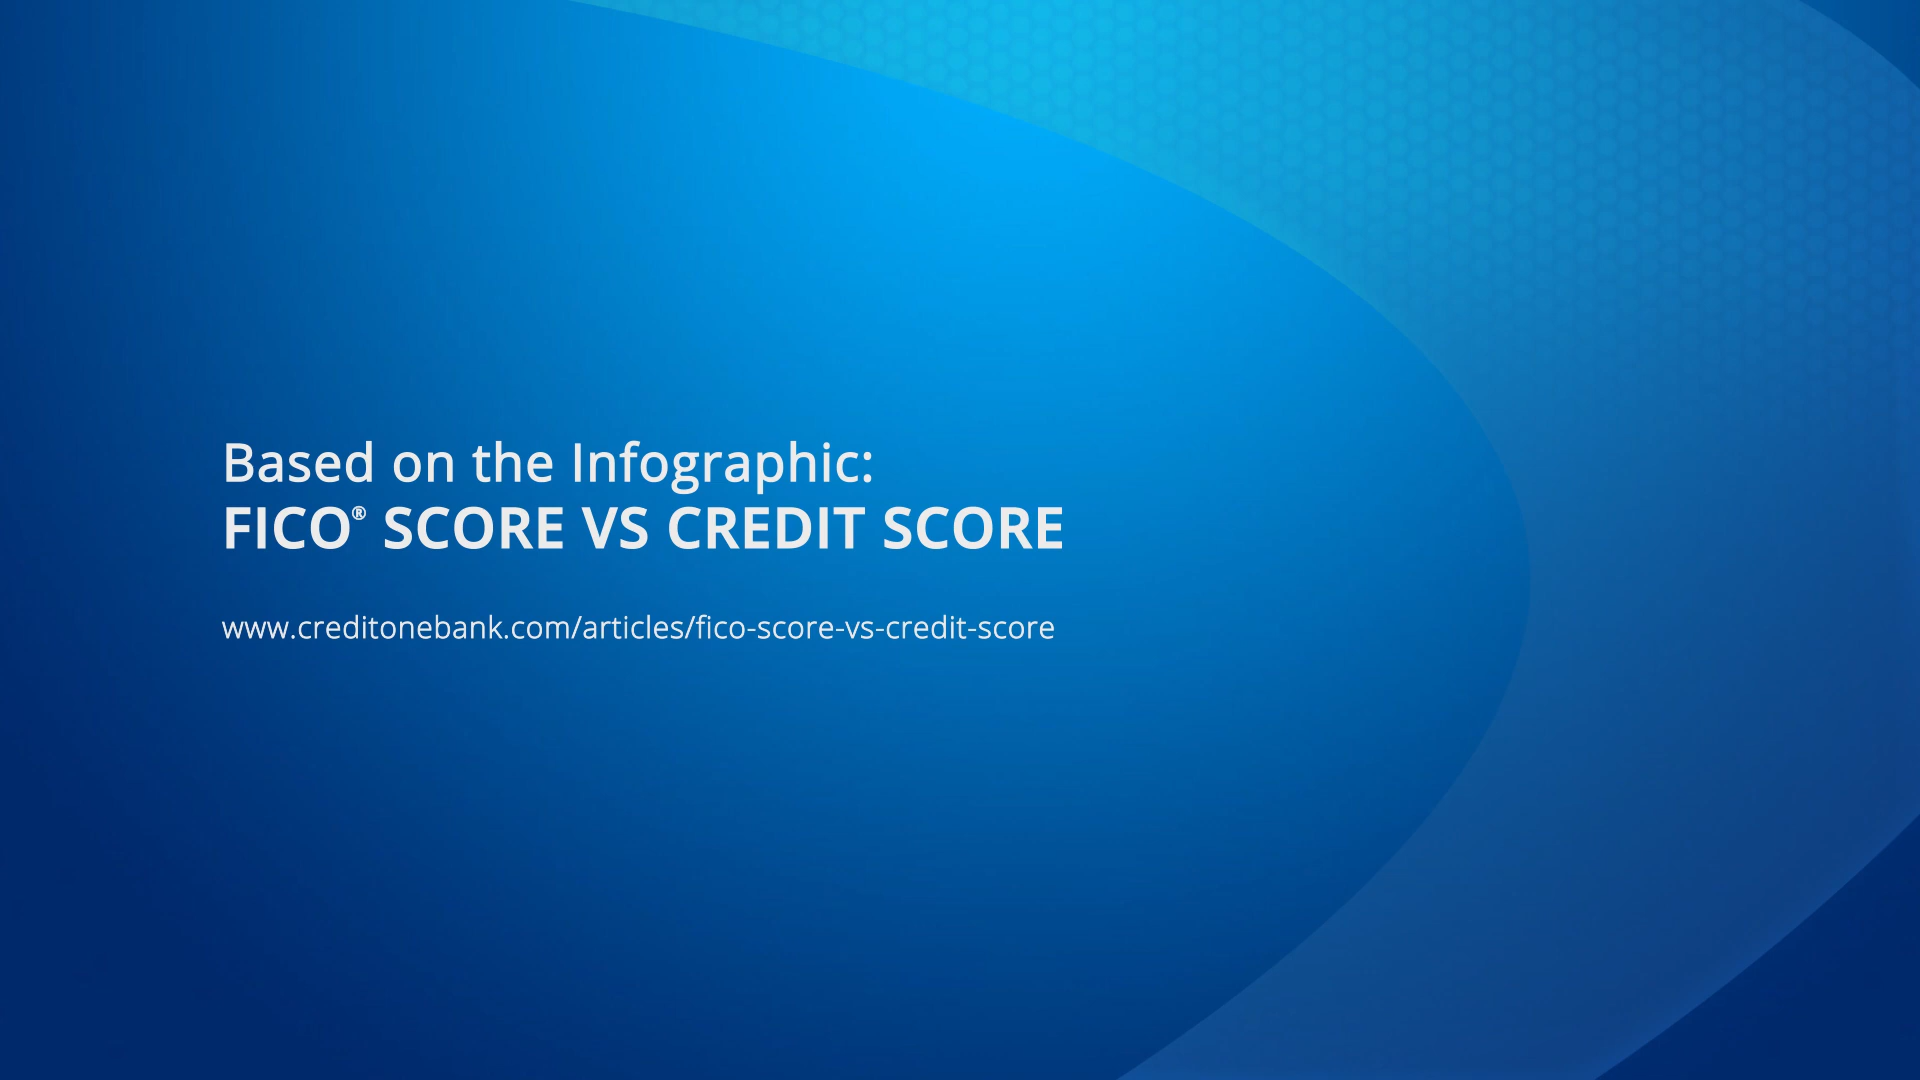 Based on the Infographic:
FICO® SCORE VS CREDIT SCORE
www.creditonebank.com/articles/fico-score-vs-credit-score